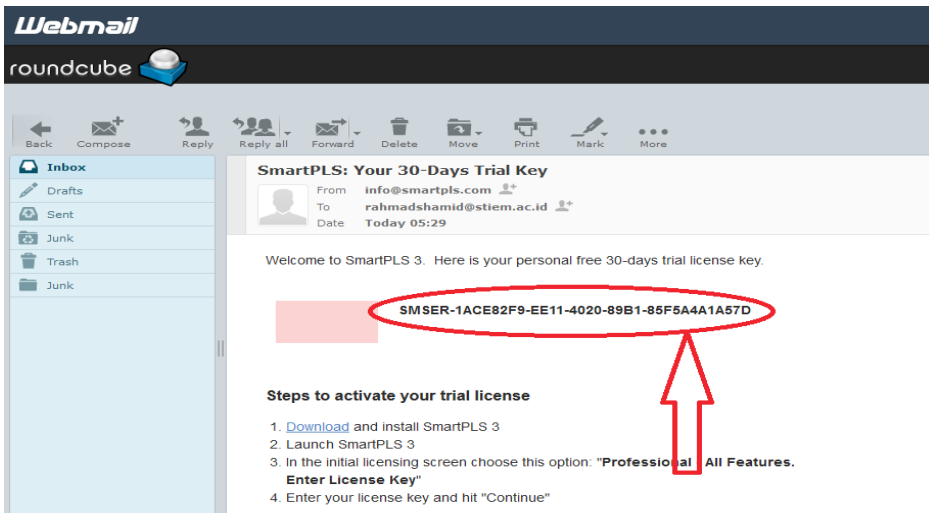 Webmail
roundcube
Back Compose Reply Reply all Forward Delete Move Print Mark More
Inbox
Drafts
Sent
Junk
Trash
Junk
SmartPLS: Your 30-Days Trial Key
From info@smartpls.com
To rahmadshamid@stiem.ac.id
Date Today 05:29
Welcome to SmartPLS 3. Here is your personal free 30-days trial license key.
SMSER-1ACE82F9-EE11-4020-89B1-85F5A4A1A57D
Steps to activate your trial license
1. Download and install SmartPLS 3
2. Launch SmartPLS 3
3. In the initial licensing screen choose this option: "Professional All Features.
Enter License Key"
4. Enter your license key and hit "Continue"